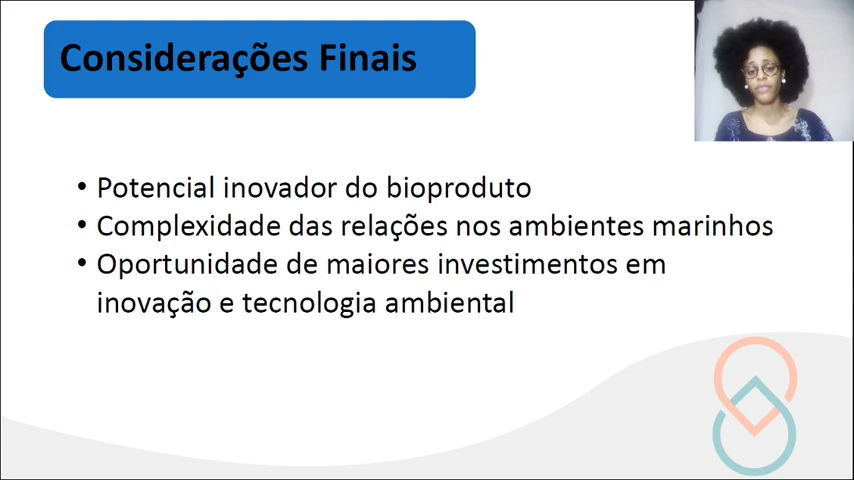 Considerações Finais
• Potencial inovador do bioproduto
• Complexidade das relações nos ambientes marinhos
• Oportunidade de maiores investimentos em
inovação e tecnologia ambiental